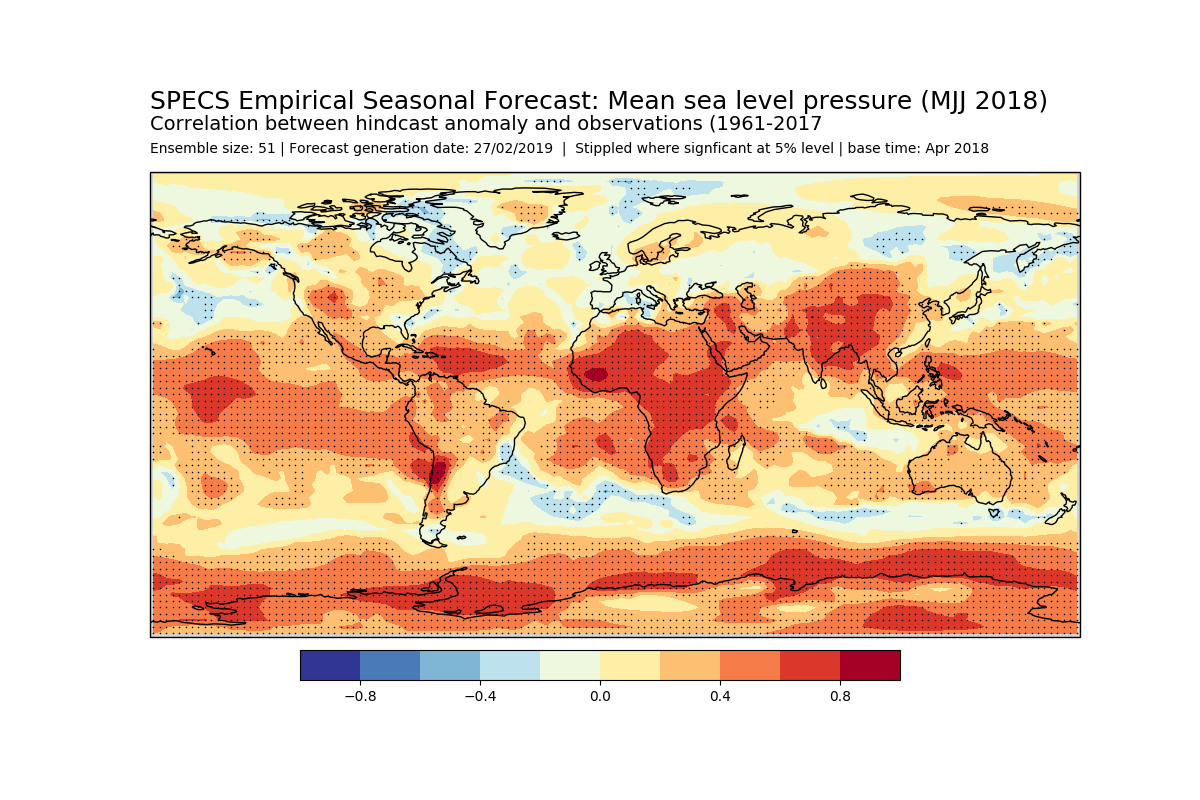 SPECS Empirical Seasonal Forecast: Mean sea level pressure (MJJ 2018)
Correlation between hindcast anomaly and observations (1961-2017
Ensemble size: 51 | Forecast generation date: 27/02/2019 | Stippled where signficant at 5% level | base time: Apr 2018
−0.8 −0.4 0.0 0.4 0.8